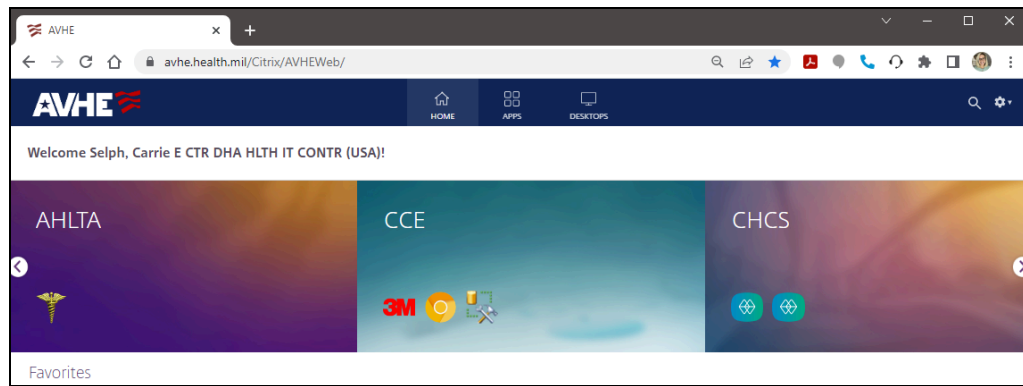 AVHE
avhe.health.mil/Citrix/AVHEWeb/
AVHE
HOME
APPS
DESKTOPS
Welcome Selph, Carrie E CTR DHA HLTH IT CONTR (USA)!
AHLTA
CCE
CHCS
3M
Favorites